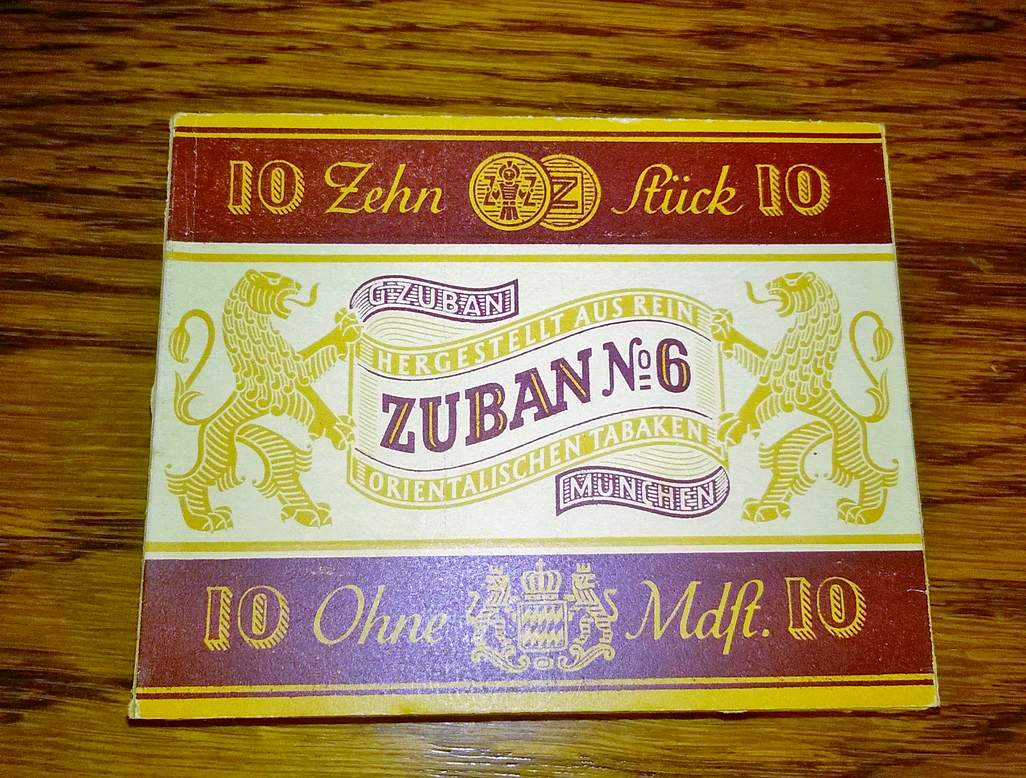 10 Zehn Z Z Z Stück 10
G. ZUBAN
HERGESTELLT AUS REIN
ZUBAN No 6
ORIENTALISCHEN TABAKEN
MÜNCHEN
10 Ohne Mdst. 10